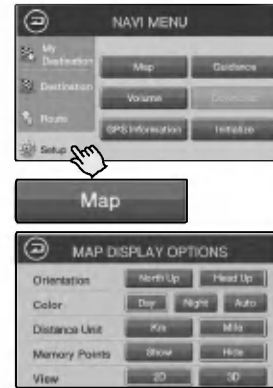 NAVI MENU
My Destination
Map Guidance
Destination
Volume
Route
GPS Information Initialize
Setup
Map
MAP DISPLAY OPTIONS
Orientation North Up Head Up
Color Day Night Auto
Distance Unit Km Mile
Memory Points Show Hide
View 2D 3D